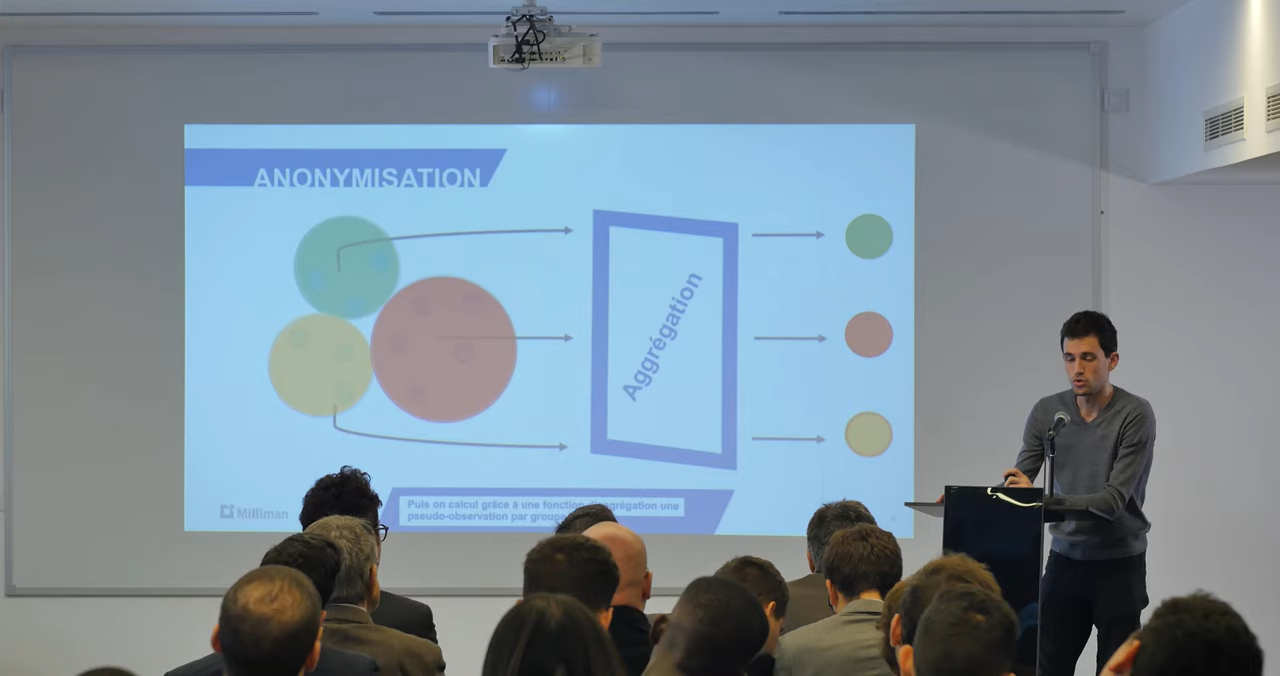 ANONYMISATION
Aggrégation
Puis on calcul grâce à une fonction d'aggrégation une
pseudo-observation par groupe
Milliman